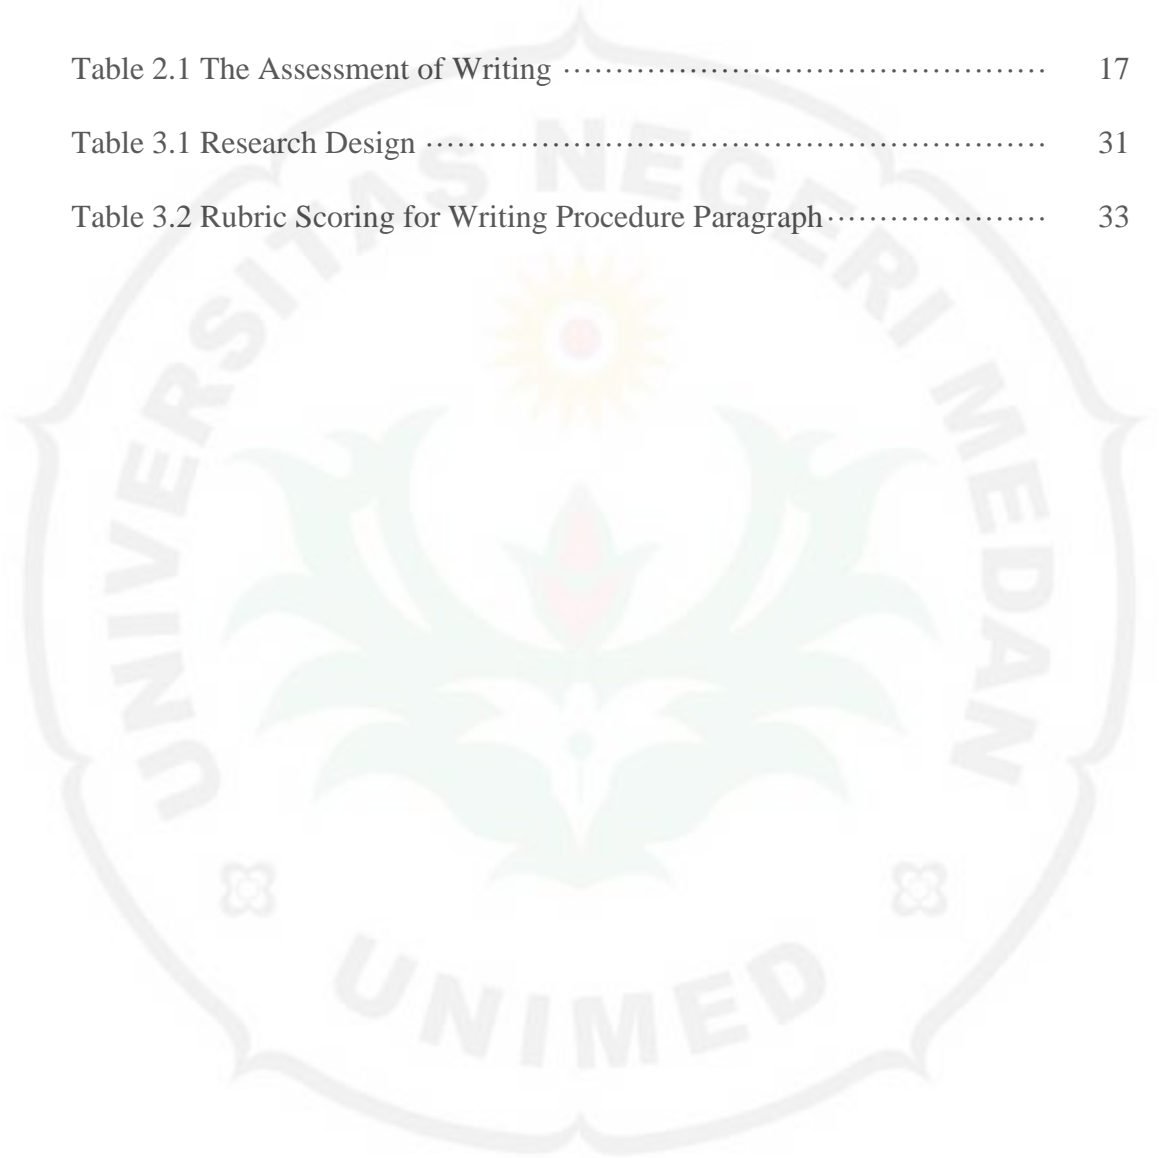 Table 2.1 The Assessment of Writing ·············································· 17
Table 3.1 Research Design ··························································· 31
Table 3.2 Rubric Scoring for Writing Procedure Paragraph····················· 33
UNIVERSITAS NEGERI MEDAN
UNIMED